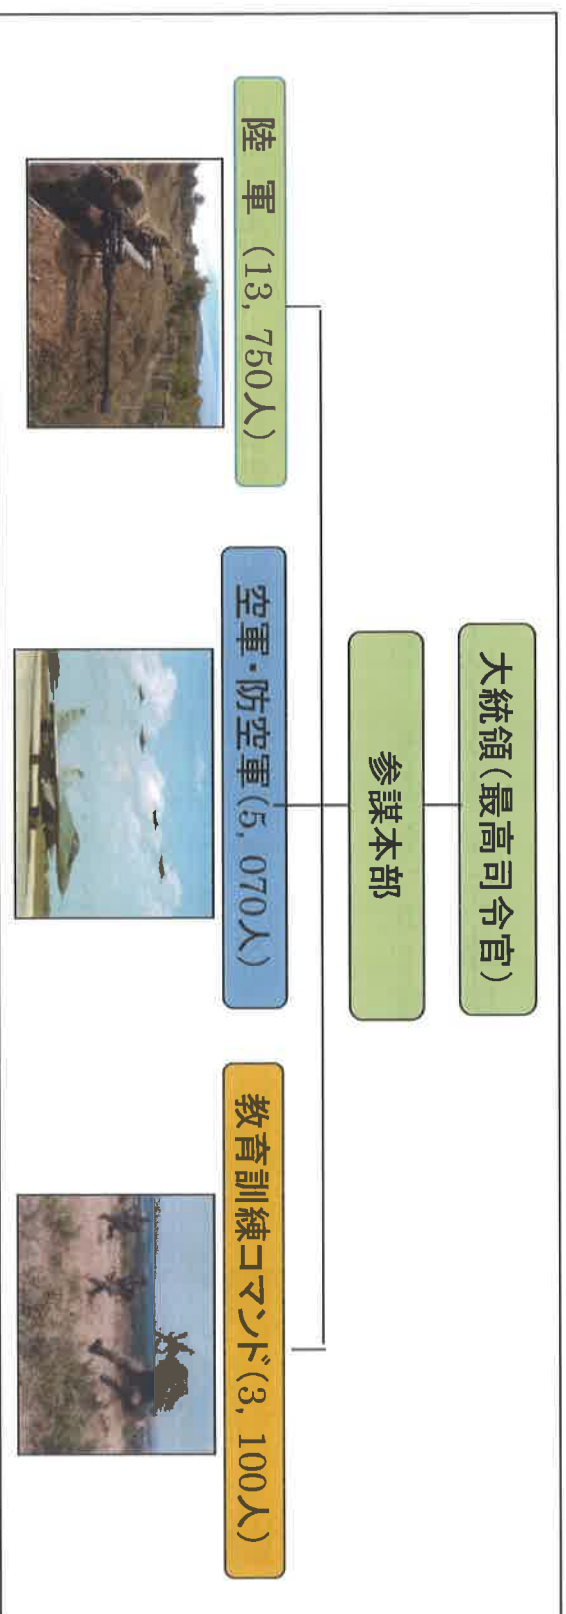 大統領(最高司令官)
参謀本部
陸 軍 (13, 750人)
空軍・防空軍(5, 070人)
教育訓練コマンド(3, 100人)